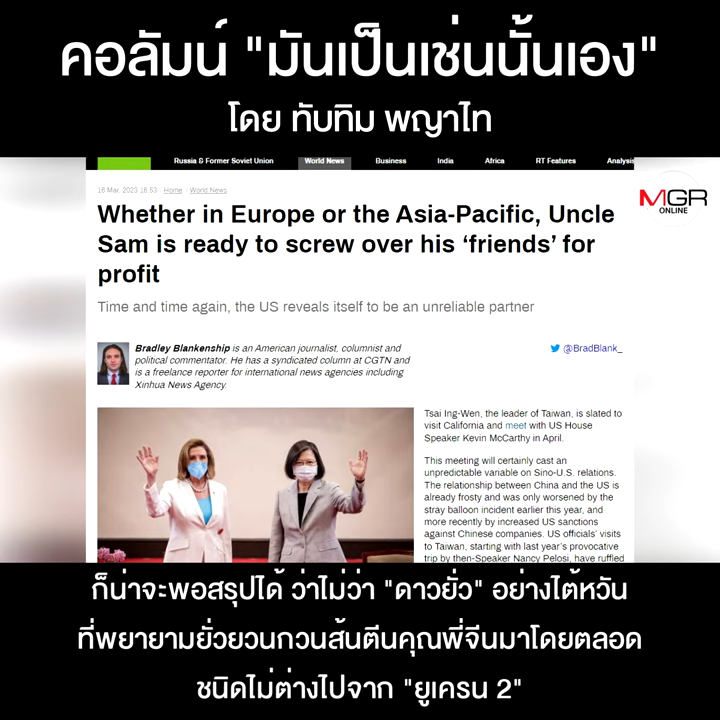 คอลัมน์ "มันเป็นเช่นนั้นเอง"
โดย ทับทิม พญาไท
Russia & Former Soviet Union World News Business India Africa RT Features Analysis
MGR
ONLINE
16 Mar, 2023 16:53 Home World News
Whether in Europe or the Asia-Pacific, Uncle
Sam is ready to screw over his ‘friends’ for
profit
Time and time again, the US reveals itself to be an unreliable partner
Bradley Blankenship is an American journalist, columnist and
political commentator. He has a syndicated column at CGTN and
is a freelance reporter for international news agencies including
Xinhua News Agency.
@BradBlank_
Tsai Ing-Wen, the leader of Taiwan, is slated to
visit California and meet with US House
Speaker Kevin McCarthy in April.
This meeting will certainly cast an
unpredictable variable on Sino-U.S. relations.
The relationship between China and the US is
already frosty and was only worsened by the
stray balloon incident earlier this year, and
more recently by increased US sanctions
against Chinese companies. US officials’ visits
to Taiwan, starting with last year’s provocative
trip by then-Speaker Nancy Pelosi, have ruffled
ก็น่าจะพอสรุปได้ ว่าไม่ว่า "ดาวยั่ว" อย่างไต้หวัน
ที่พยายามยั่วยวนกวนส้นตีนคุณพี่จีนมาโดยตลอด
ชนิดไม่ต่างไปจาก "ยูเครน 2"